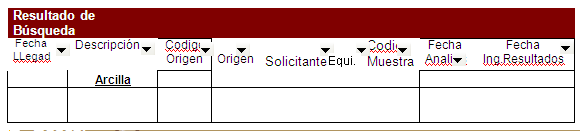 Resultado de
Búsqueda
Fecha Descripción Codig Codi Fecha Fecha
LLegad Origen Origen Solicitante Equi. Muestra Anali Ing.Resultados
Arcilla